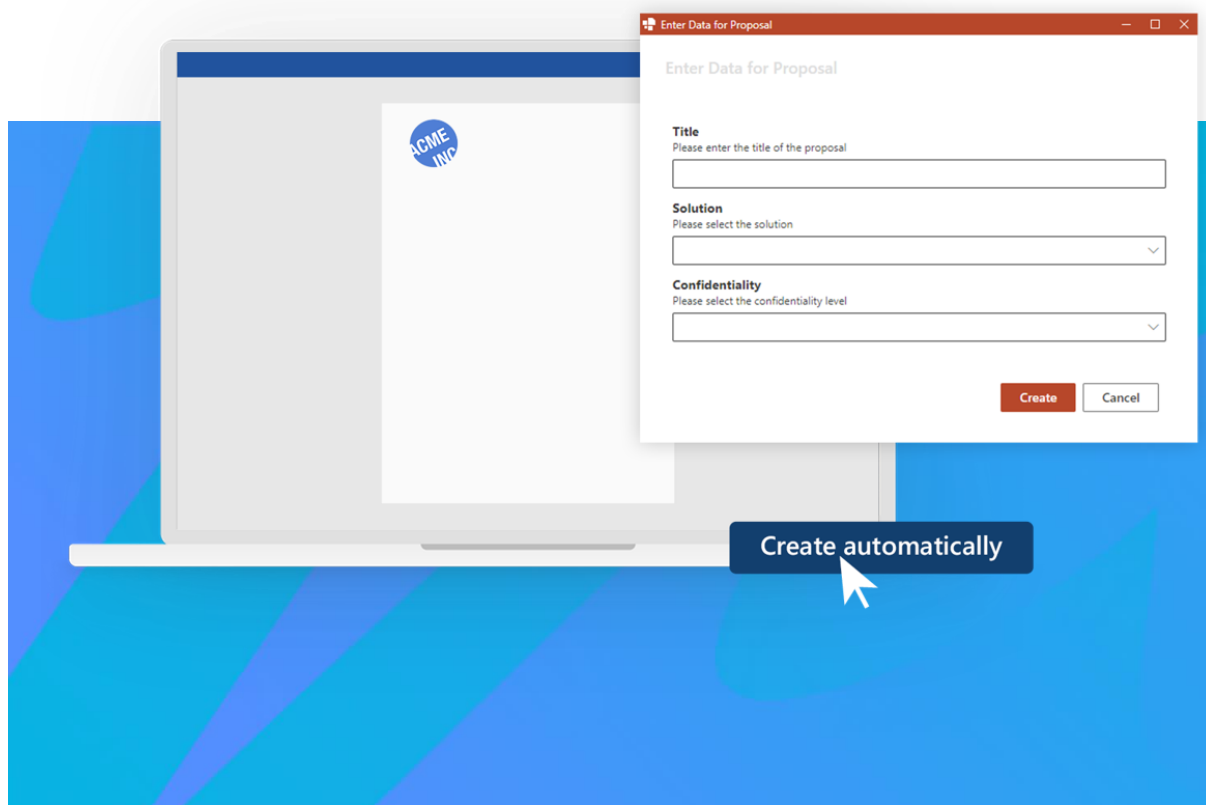 Enter Data for Proposal
Enter Data for Proposal
ACME
INC
Title
Please enter the title of the proposal
Solution
Please select the solution
Confidentiality
Please select the confidentiality level
Create
Cancel
Create automatically